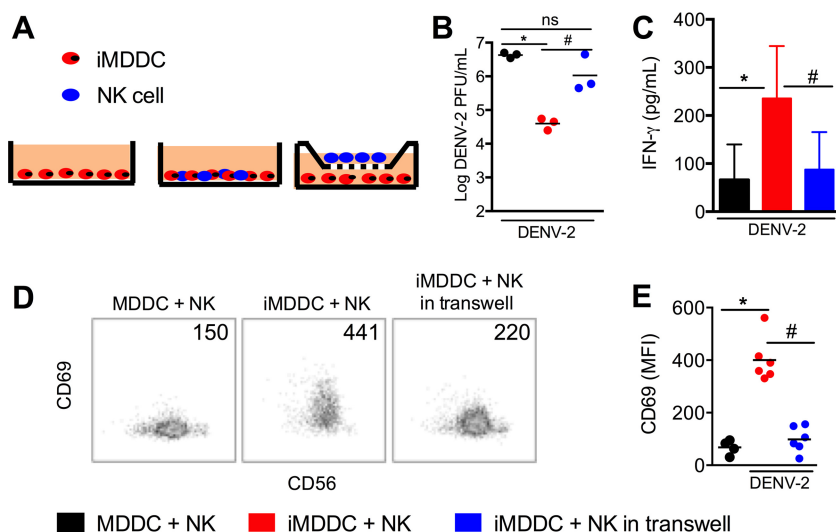 A
iMDDC
NK cell
B
Log DENV-2 PFU/mL
7
6
5
4
3
2
ns
*
#
DENV-2
C
IFN-γ (pg/mL)
400
300
200
100
0
*
#
DENV-2
D
MDDC + NK
iMDDC + NK
iMDDC + NK
in transwell
150
441
220
CD69
CD56
E
CD69 (MFI)
600
400
200
0
*
#
DENV-2
MDDC + NK
iMDDC + NK
iMDDC + NK in transwell